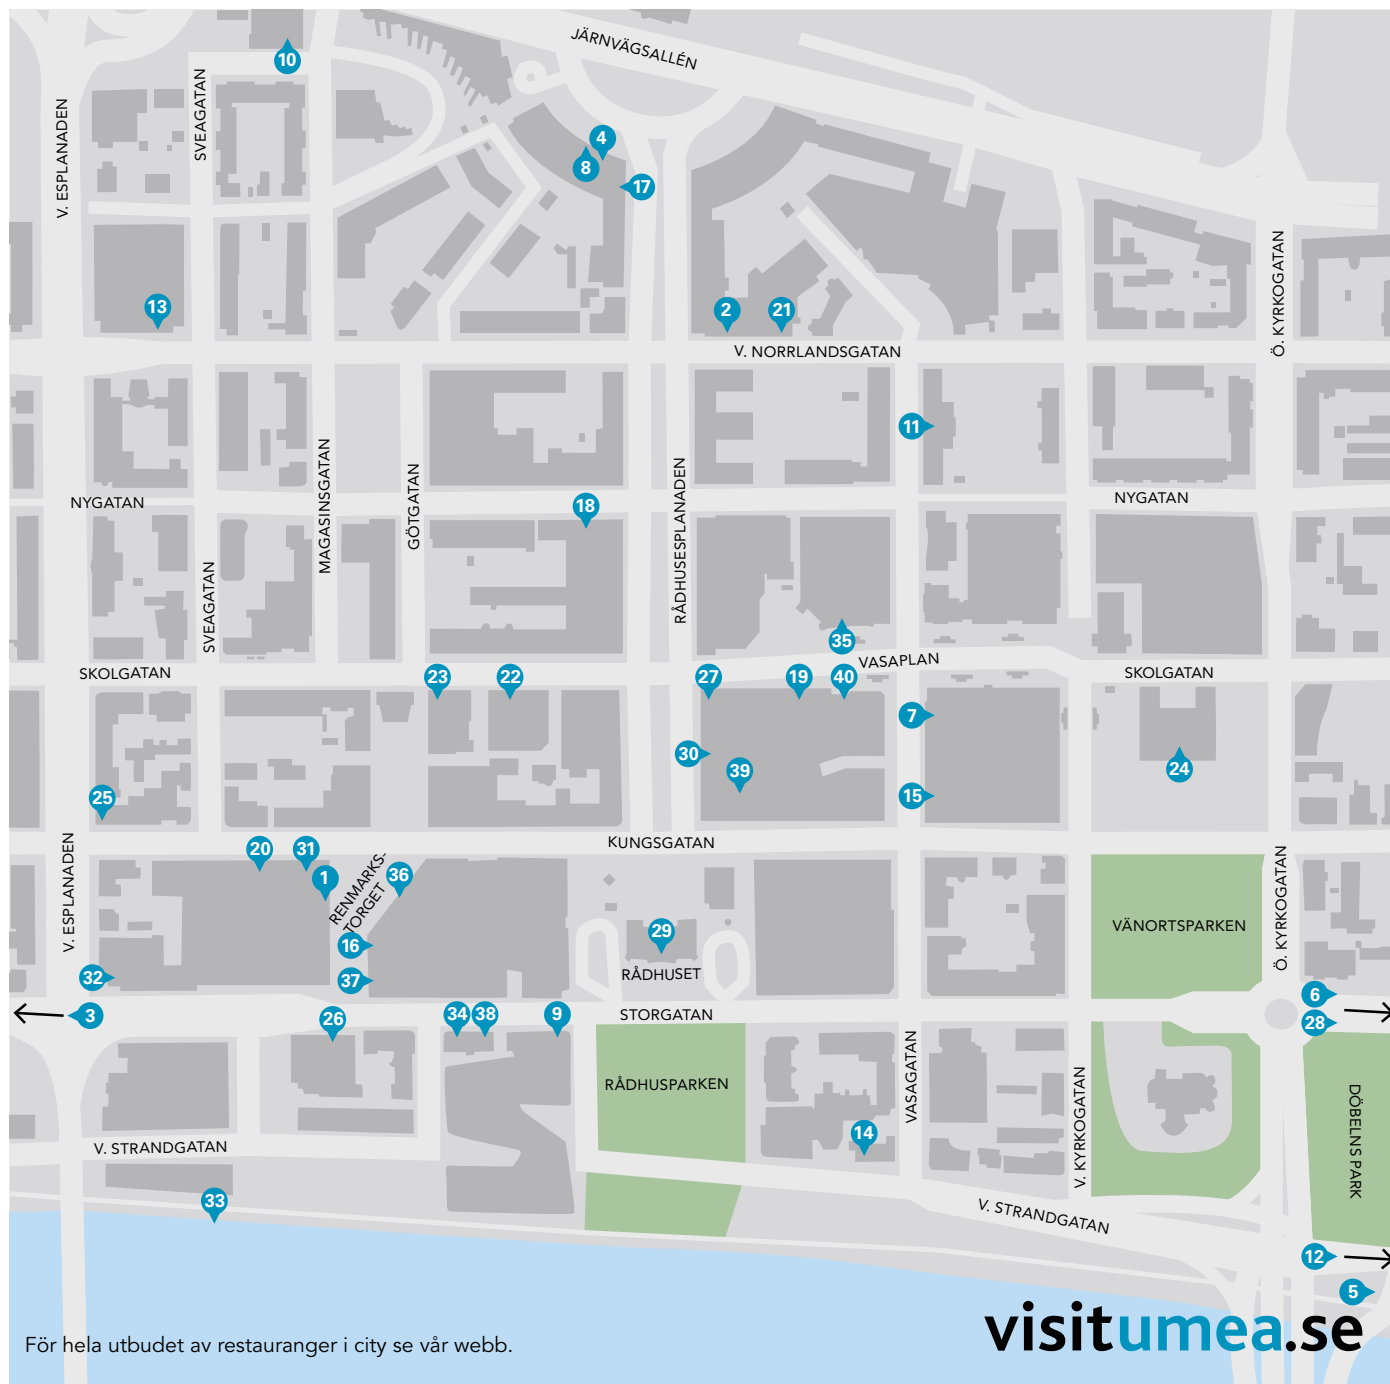 JÄRNVÄGSALLÉN
10
V. ESPLANADEN
SVEAGATAN
4
8
17
Ö. KYRKOGATAN
13
2
21
V. NORRLANDSGATAN
11
MAGASINSGATAN
GÖTGATAN
RÅDHUSESPLANADEN
NYGATAN
NYGATAN
18
SVEAGATAN
35
VASAPLAN
SKOLGATAN
23
22
27
19
40
SKOLGATAN
7
30
39
24
25
15
V. ESPLANADEN
KUNGSGATAN
Ö. KYRKOGATAN
20
31
1
RENMARKS-
TORGET
36
16
29
VÄNORTSPARKEN
32
37
RÅDHUSET
6
3
26
34
38
9
STORGATAN
28
RÅDHUSPARKEN
VASAGATAN
V. KYRKOGATAN
DÖBELNS PARK
14
V. STRANDGATAN
33
V. STRANDGATAN
12
5
visitumea.se
För hela utbudet av restauranger i city se vår webb.